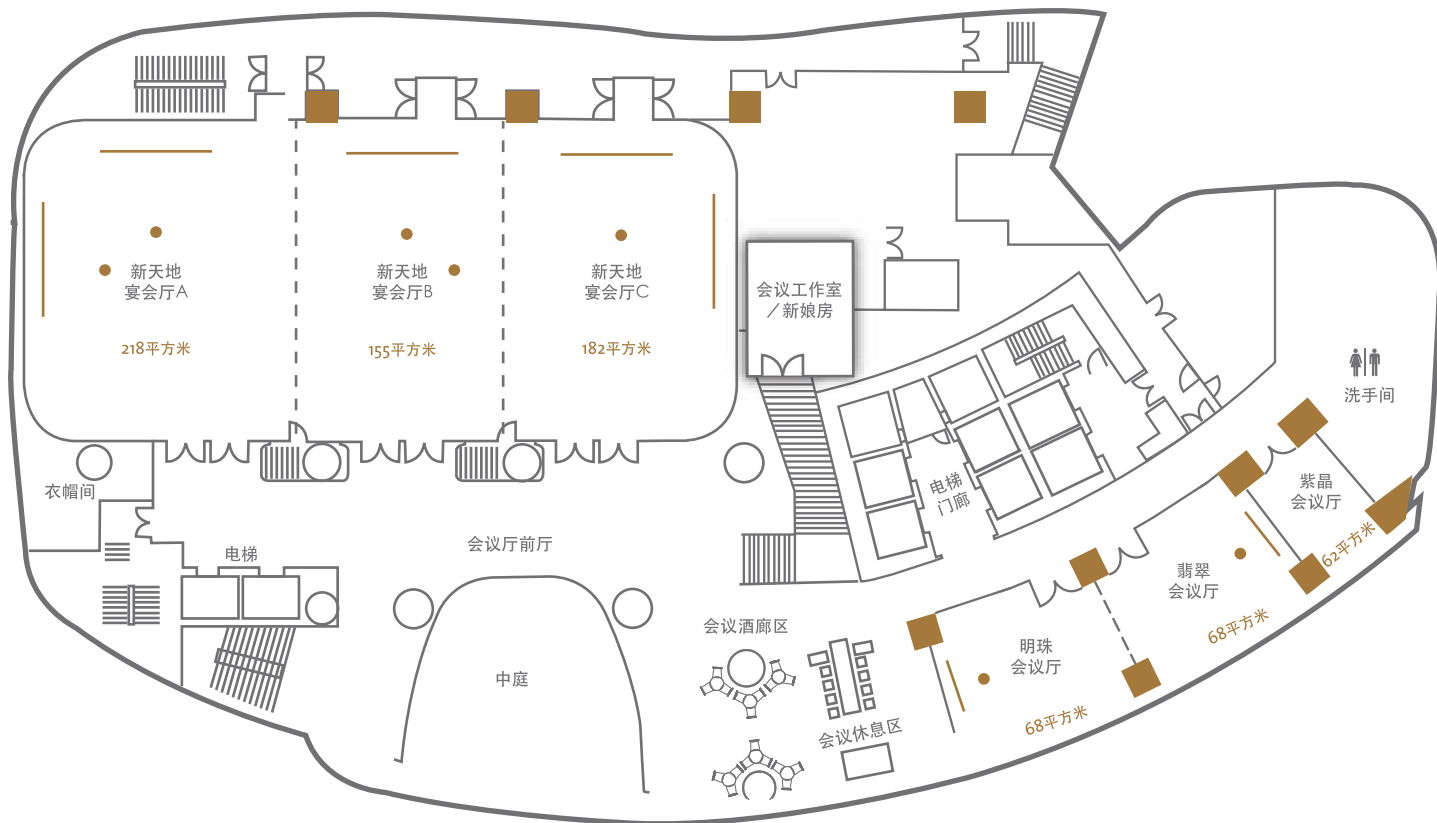 新天地
宴会厅A
218平方米
新天地
宴会厅B
155平方米
新天地
宴会厅C
182平方米
会议工作室
/新娘房
洗手间
衣帽间
电梯
会议厅前厅
电梯
门廊
紫晶
会议厅
62平方米
翡翠
会议厅
68平方米
明珠
会议厅
68平方米
会议酒廊区
会议休息区
中庭